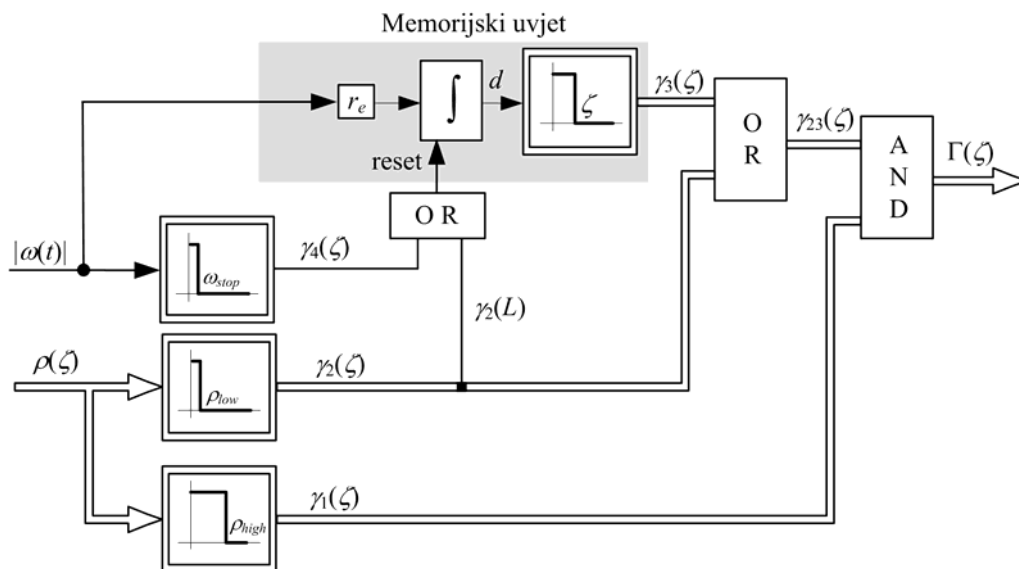 Memorijski uvjet
r_e
∫
d
ζ
γ₃(ζ)
O
R
γ₂₃(ζ)
A
N
D
Γ(ζ)
reset
O R
|ω(t)|
ω_stop
γ₄(ζ)
γ₂(L)
ρ(ζ)
ρ_low
γ₂(ζ)
ρ_high
γ₁(ζ)